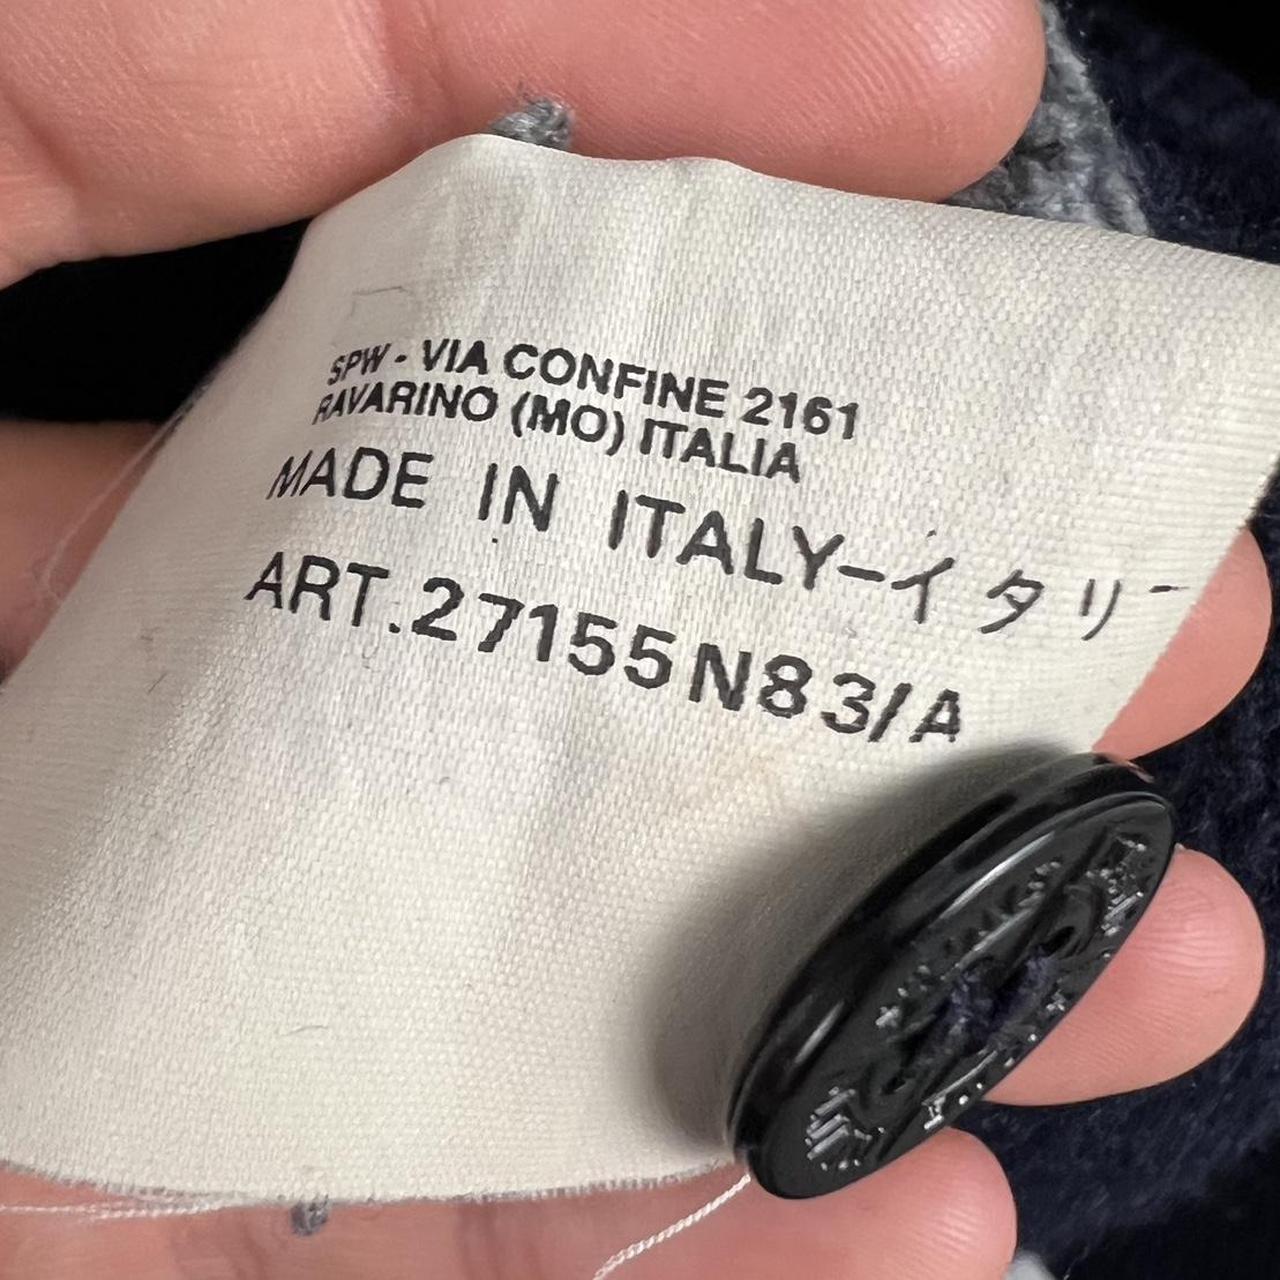 SPW - VIA CONFINE 2161
RAVARINO (MO) ITALIA
MADE IN ITALY-イタリー
ART.27155N83/A